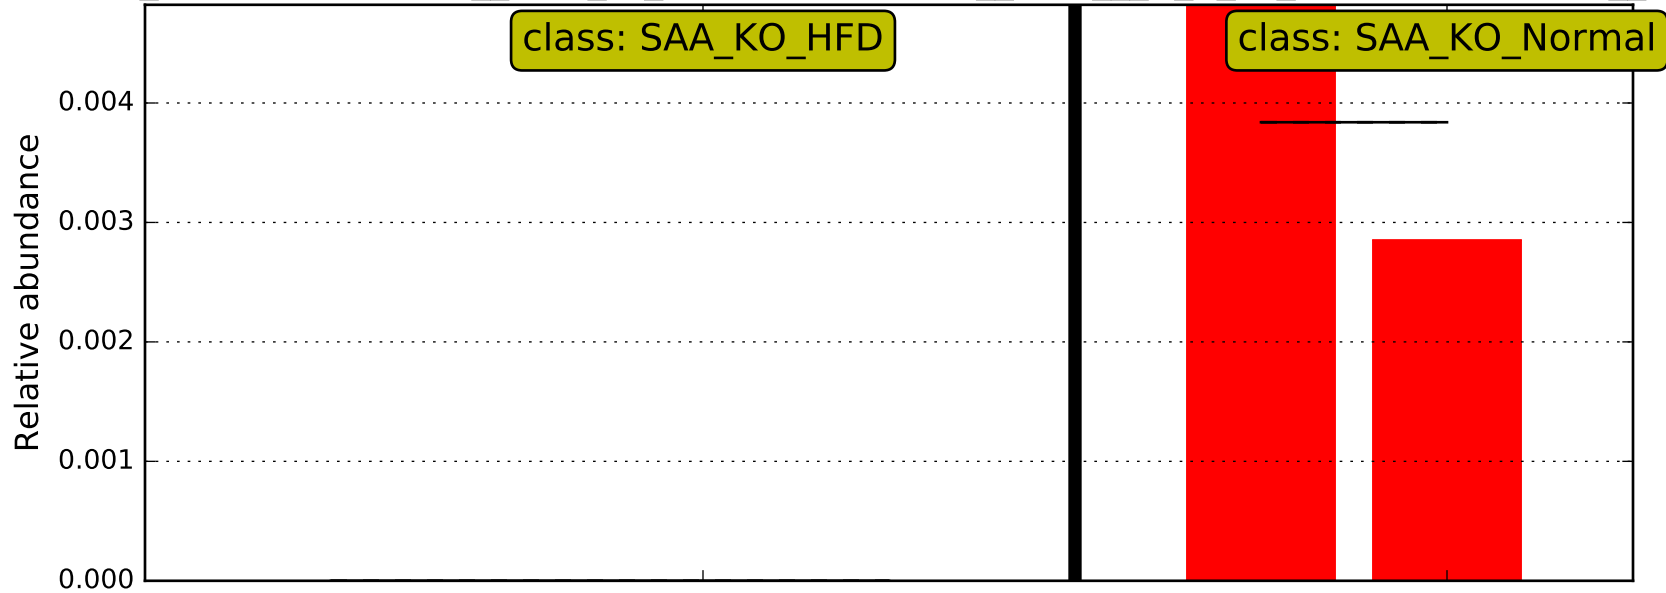 class: SAA_KO_HFD
class: SAA_KO_Normal
0.004
0.003
0.002
0.001
0.000
Relative abundance